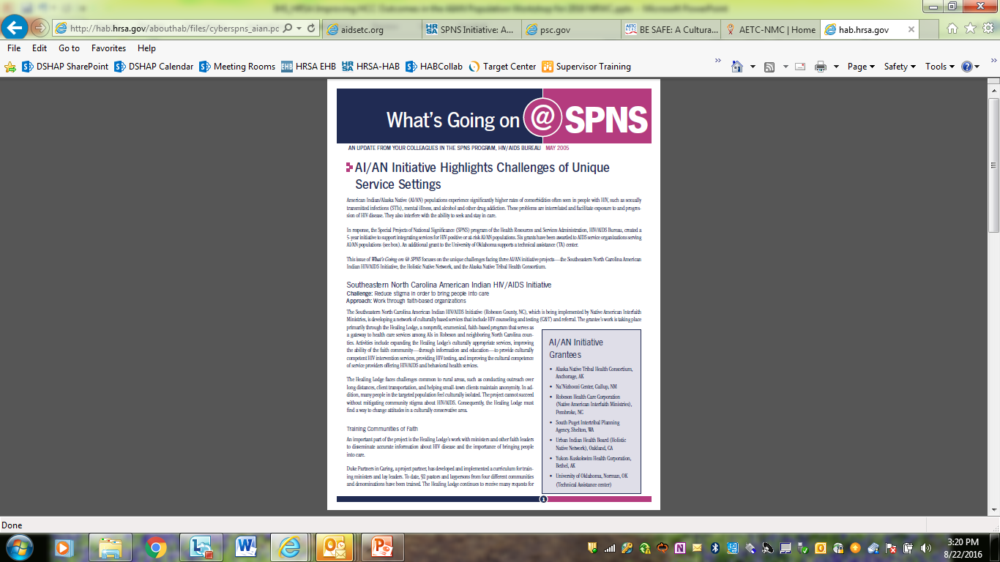 http://hab.hrsa.gov/abouthab/files/cyberspns_aian.pc
aidsetc.org
SPNS Initiative: A...
psc.gov
BE SAFE: A Cultura...
AETC-NMC | Home
hab.hrsa.gov
File Edit Go to Favorites Help
DSHAP SharePoint DSHAP Calendar Meeting Rooms HRSA EHB HRSA-HAB HABCollab Target Center Supervisor Training
Page Safety Tools
What's Going on @ SPNS
AN UPDATE FROM YOUR COLLEAGUES IN THE SPNS PROGRAM, HIV/AIDS BUREAU MAY 2005
AI/AN Initiative Highlights Challenges of Unique
Service Settings
American Indian/Alaska Native (AI/AN) populations experience significantly higher rates of comorbidities often seen in people with HIV, such as sexually
transmitted infections (STIs), mental illness, and alcohol and other drug addiction. These problems are interrelated and facilitate exposure to and progres-
sion of HIV disease. They also interfere with the ability to seek and stay in care.
In response, the Special Projects of National Significance (SPNS) program of the Health Resources and Services Administration, HIV/AIDS Bureau, created a
5-year initiative to support integrating services for HIV-positive or at-risk AI/AN populations. Six grants have been awarded to AIDS service organizations serving
AI/AN populations (see box). An additional grant to the University of Oklahoma supports a technical assistance (TA) center.
This issue of What's Going on @ SPNS focuses on the unique challenges facing three AI/AN initiative projects—the Southeastern North Carolina American
Indian HIV/AIDS Initiative, the Holistic Native Network, and the Alaska Native Tribal Health Consortium.
Southeastern North Carolina American Indian HIV/AIDS Initiative
Challenge: Reduce stigma in order to bring people into care
Approach: Work through faith-based organizations
The Southeastern North Carolina American Indian HIV/AIDS Initiative (Robeson County, NC), which is being implemented by Native American Interfaith
Ministries, is developing a network of culturally based services that include HIV counseling and testing (C&T) and referral. The grantee's work is taking place
primarily through the Healing Lodge, a nonprofit, ecumenical, faith-based program that serves as
a gateway to health care services among AIs in Robeson and neighboring North Carolina coun-
ties. Activities include expanding the Healing Lodge's culturally appropriate services, improving
the ability of the faith community—through information and education—to provide culturally
competent HIV intervention services, providing HIV testing, and improving the cultural competence
of service providers offering HIV/AIDS and behavioral health services.
The Healing Lodge faces challenges common to rural areas, such as conducting outreach over
long distances, client transportation, and helping small-town clients maintain anonymity. In ad-
dition, many people in the targeted population feel culturally isolated. The project cannot succeed
without mitigating community stigma about HIV/AIDS. Consequently, the Healing Lodge must
find a way to change attitudes in a culturally conservative area.
Training Communities of Faith
An important part of the project is the Healing Lodge's work with ministers and other faith leaders
to disseminate accurate information about HIV disease and the importance of bringing people
into care.
Duke Partners in Caring, a project partner, has developed and implemented a curriculum for train-
ing ministers and lay leaders. To date, 92 pastors and laypersons from four different communities
and denominations have been trained. The Healing Lodge continues to receive many requests for
AI/AN Initiative
Grantees
• Alaska Native Tribal Health Consortium,
Anchorage, AK
• Na'Nizhoozi Center, Gallup, NM
• Robeson Health Care Corporation
(Native American Interfaith Ministries),
Pembroke, NC
• South Puget Intertribal Planning
Agency, Shelton, WA
• Urban Indian Health Board (Holistic
Native Network), Oakland, CA
• Yukon-Kuskokwim Health Corporation,
Bethel, AK
• University of Oklahoma, Norman, OK
(Technical Assistance center)
1
Done
3:20 PM
8/22/2016